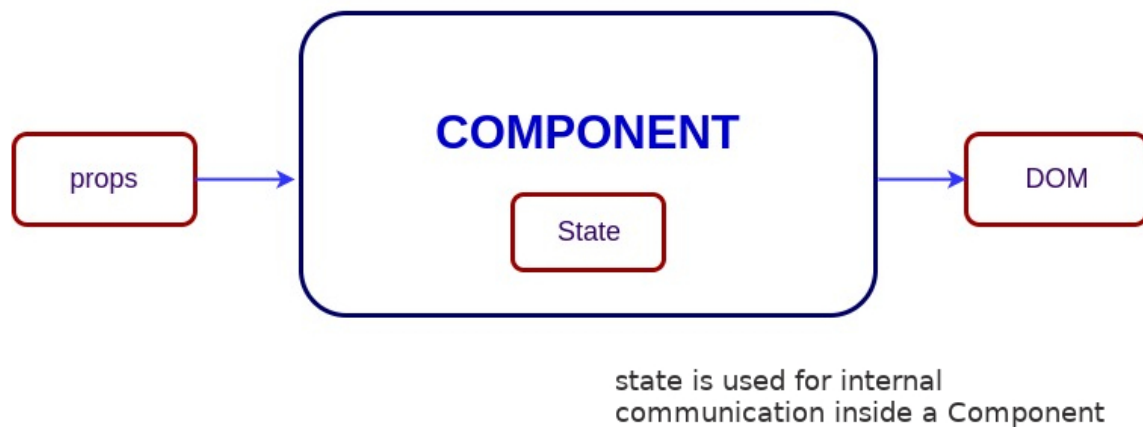 COMPONENT
props
State
DOM
state is used for internal
communication inside a Component